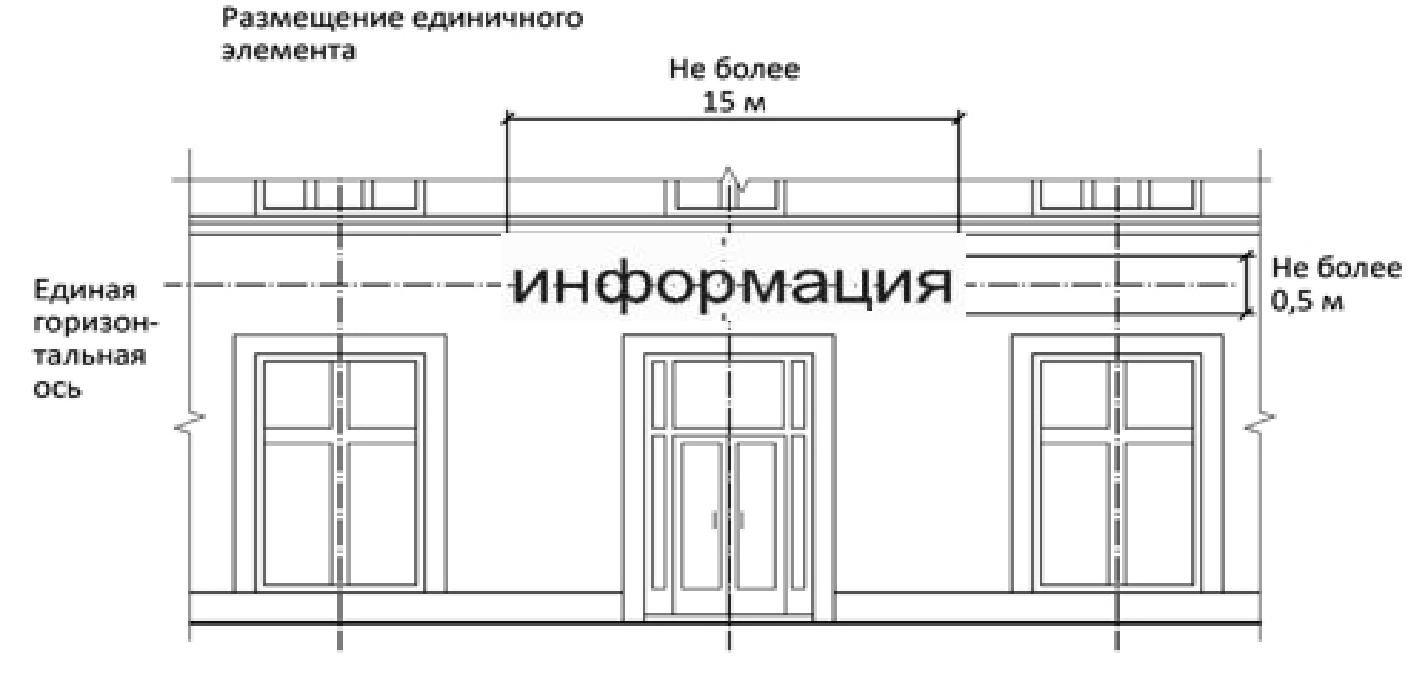 Размещение единичного
элемента
Не более
15 м
информация
Единая
горизон-
тальная
ось
Не более
0,5 м